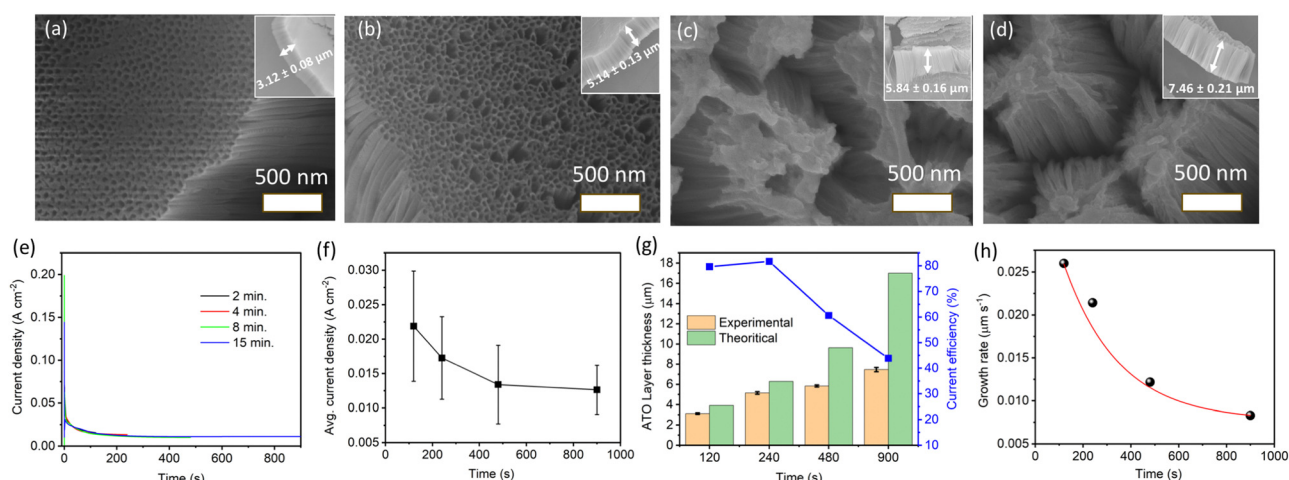 (a)
3.12 ± 0.08 µm
500 nm
(b)
5.14 ± 0.13 µm
500 nm
(c)
5.84 ± 0.16 µm
500 nm
(d)
7.46 ± 0.21 µm
500 nm
(e)
Current density (A cm⁻²)
0.20
0.15
0.10
0.05
0.00
2 min.
4 min.
8 min.
15 min.
0 200 400 600 800
Time (s)
(f)
Avg. current density (A cm⁻²)
0.030
0.025
0.020
0.015
0.010
0.005
0 200 400 600 800 1000
Time (s)
(g)
ATO Layer thickness (µm)
18
16
14
12
10
8
6
4
2
0
Experimental
Theoritical
120 240 480 900
Time (s)
80
70
60
50
40
30
20
10
Current efficiency (%)
(h)
Growth rate (µm s⁻¹)
0.025
0.020
0.015
0.010
0.005
0 200 400 600 800 1000
Time (s)